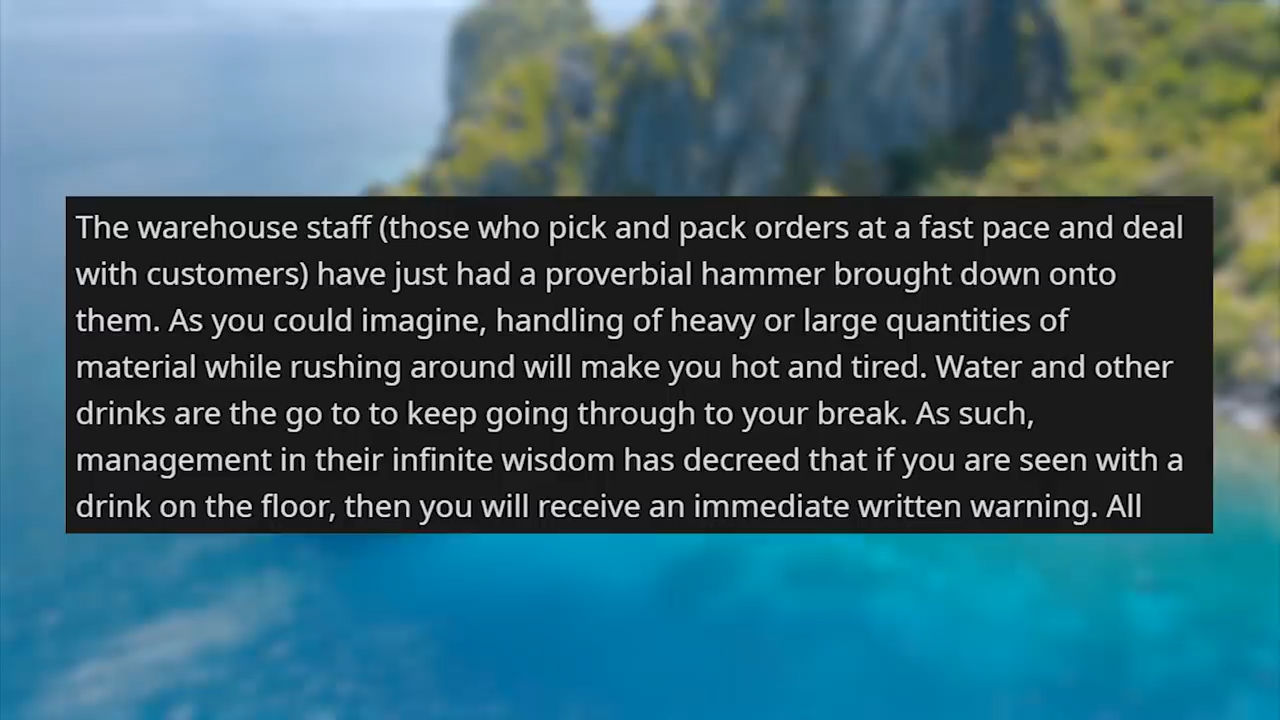 The warehouse staff (those who pick and pack orders at a fast pace and deal
with customers) have just had a proverbial hammer brought down onto
them. As you could imagine, handling of heavy or large quantities of
material while rushing around will make you hot and tired. Water and other
drinks are the go to to keep going through to your break. As such,
management in their infinite wisdom has decreed that if you are seen with a
drink on the floor, then you will receive an immediate written warning. All